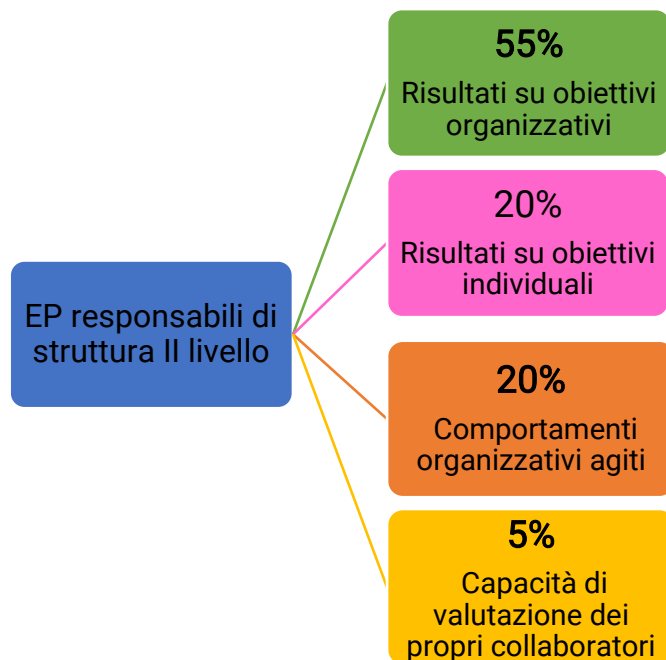 EP responsabili di
struttura II livello
55%
Risultati su obiettivi
organizzativi
20%
Risultati su obiettivi
individuali
20%
Comportamenti
organizzativi agiti
5%
Capacità di
valutazione dei
propri collaboratori